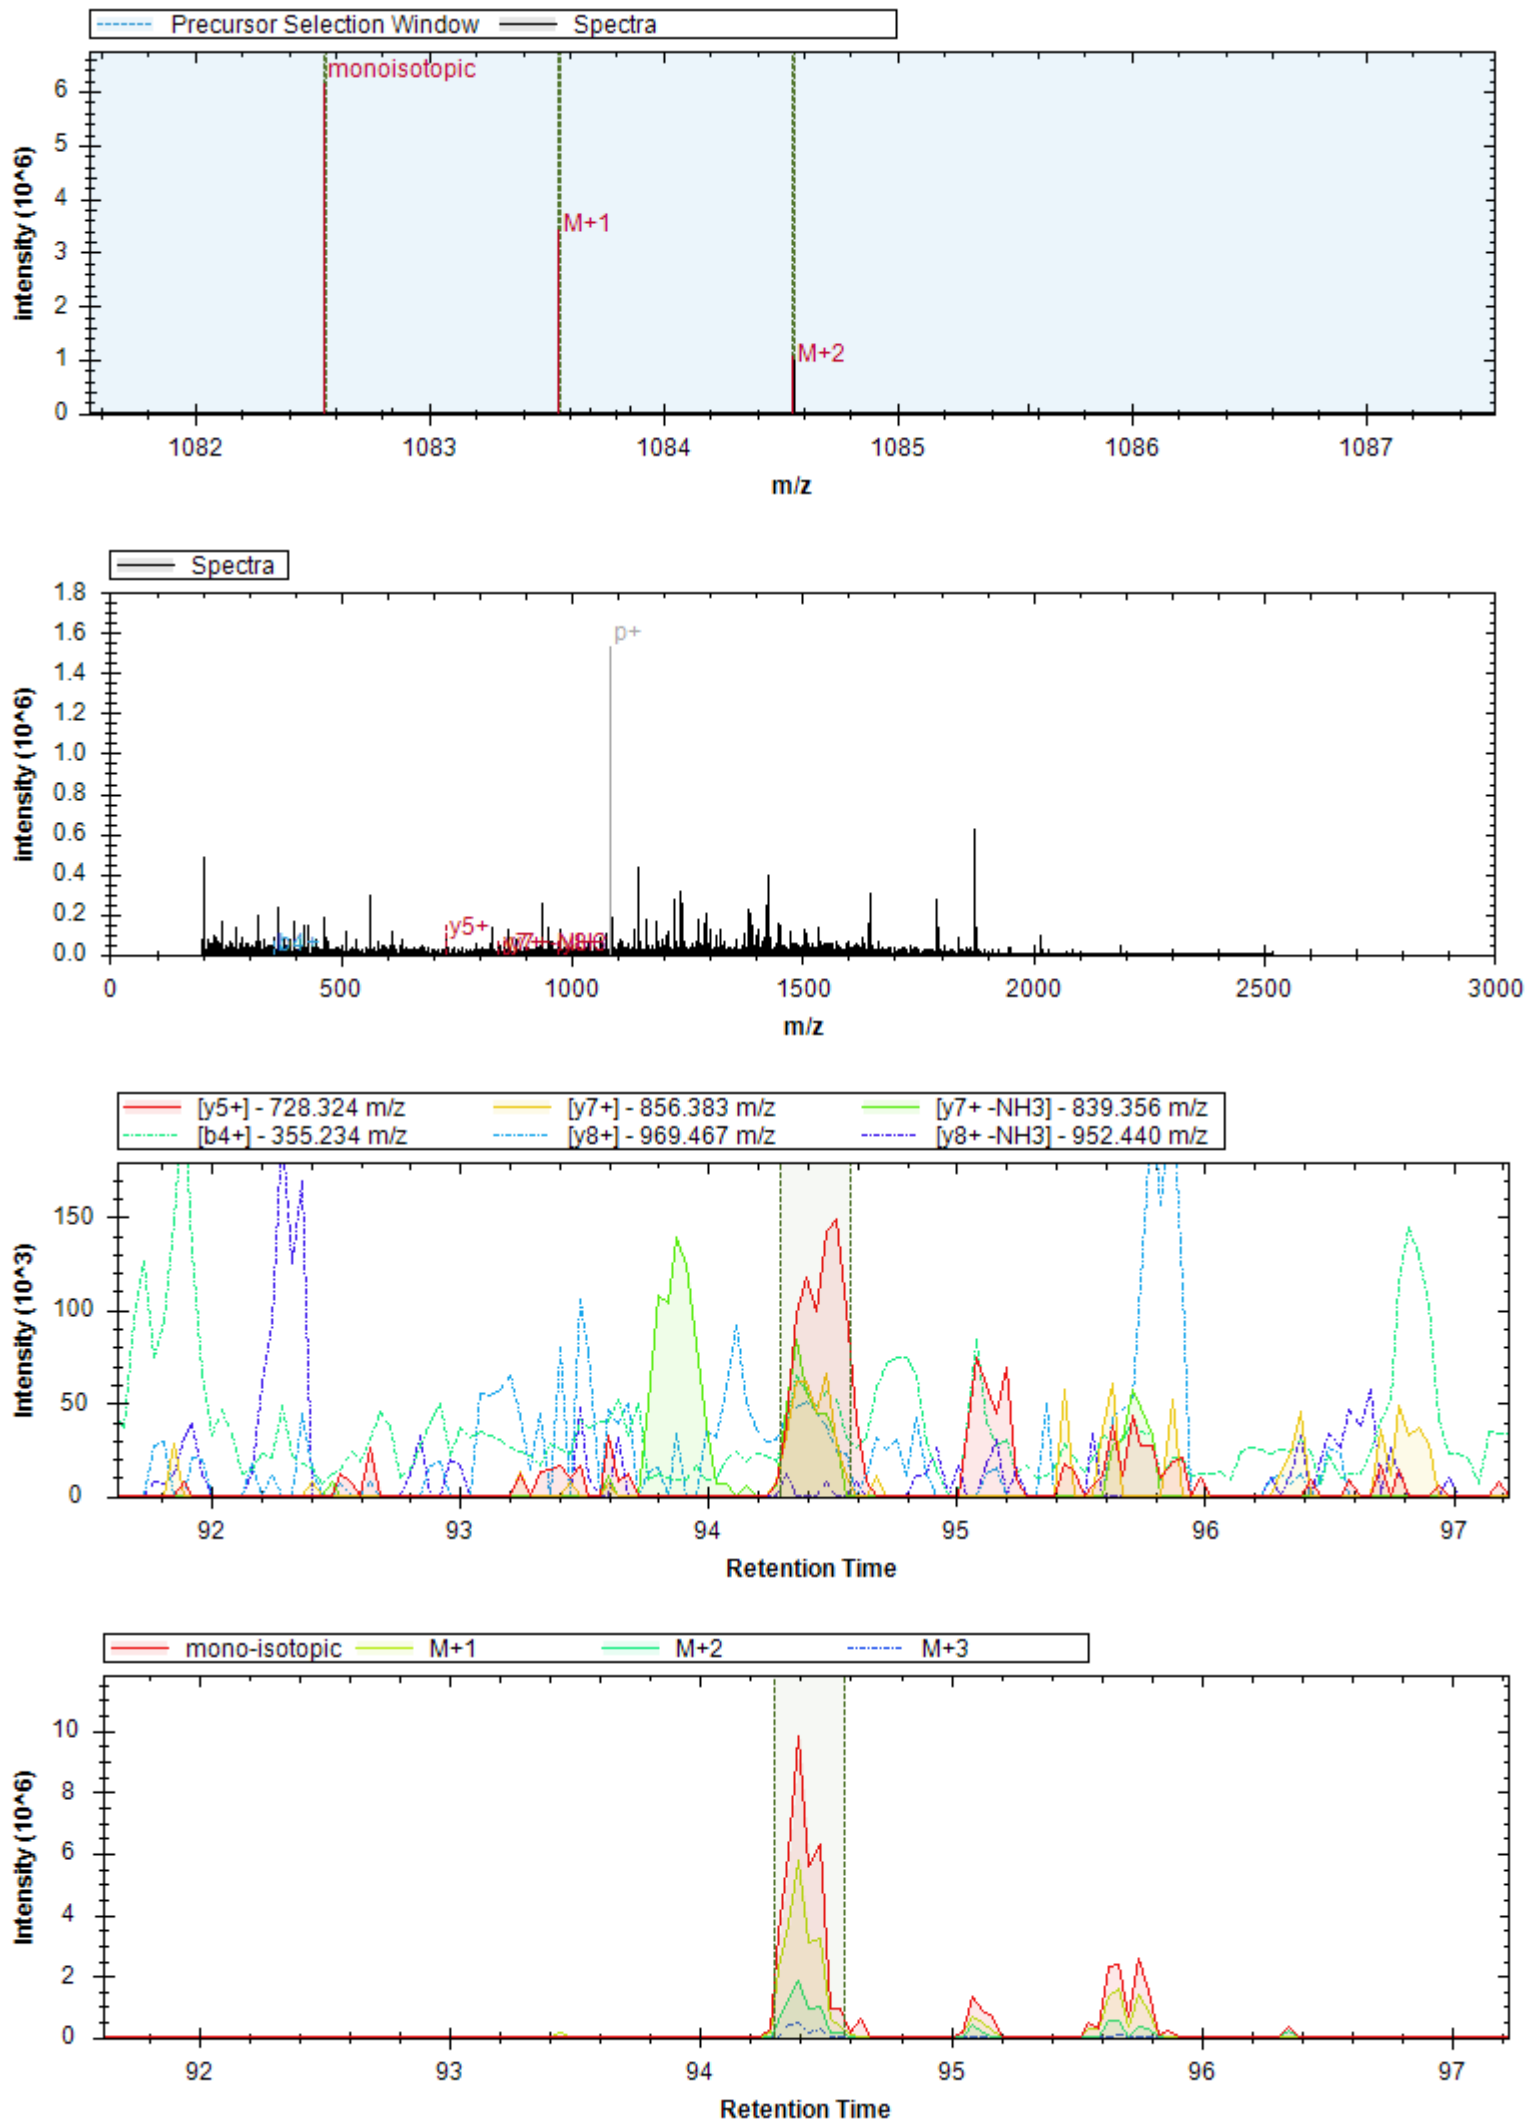 Precursor Selection Window Spectra
monoisotopic
M+1
M+2
6
5
4
3
2
1
0
intensity (10^6)
1082 1083 1084 1085 1086 1087
m/z
Spectra
p+
y5+
b4+
1.8
1.6
1.4
1.2
1.0
0.8
0.6
0.4
0.2
0.0
intensity (10^6)
0 500 1000 1500 2000 2500 3000
m/z
[y5+] - 728.324 m/z [y7+] - 856.383 m/z [y7+ -NH3] - 839.356 m/z
[b4+] - 355.234 m/z [y8+] - 969.467 m/z [y8+ -NH3] - 952.440 m/z
150
100
50
0
Intensity (10^3)
92 93 94 95 96 97
Retention Time
mono-isotopic M+1 M+2 M+3
10
8
6
4
2
0
Intensity (10^6)
92 93 94 95 96 97
Retention Time